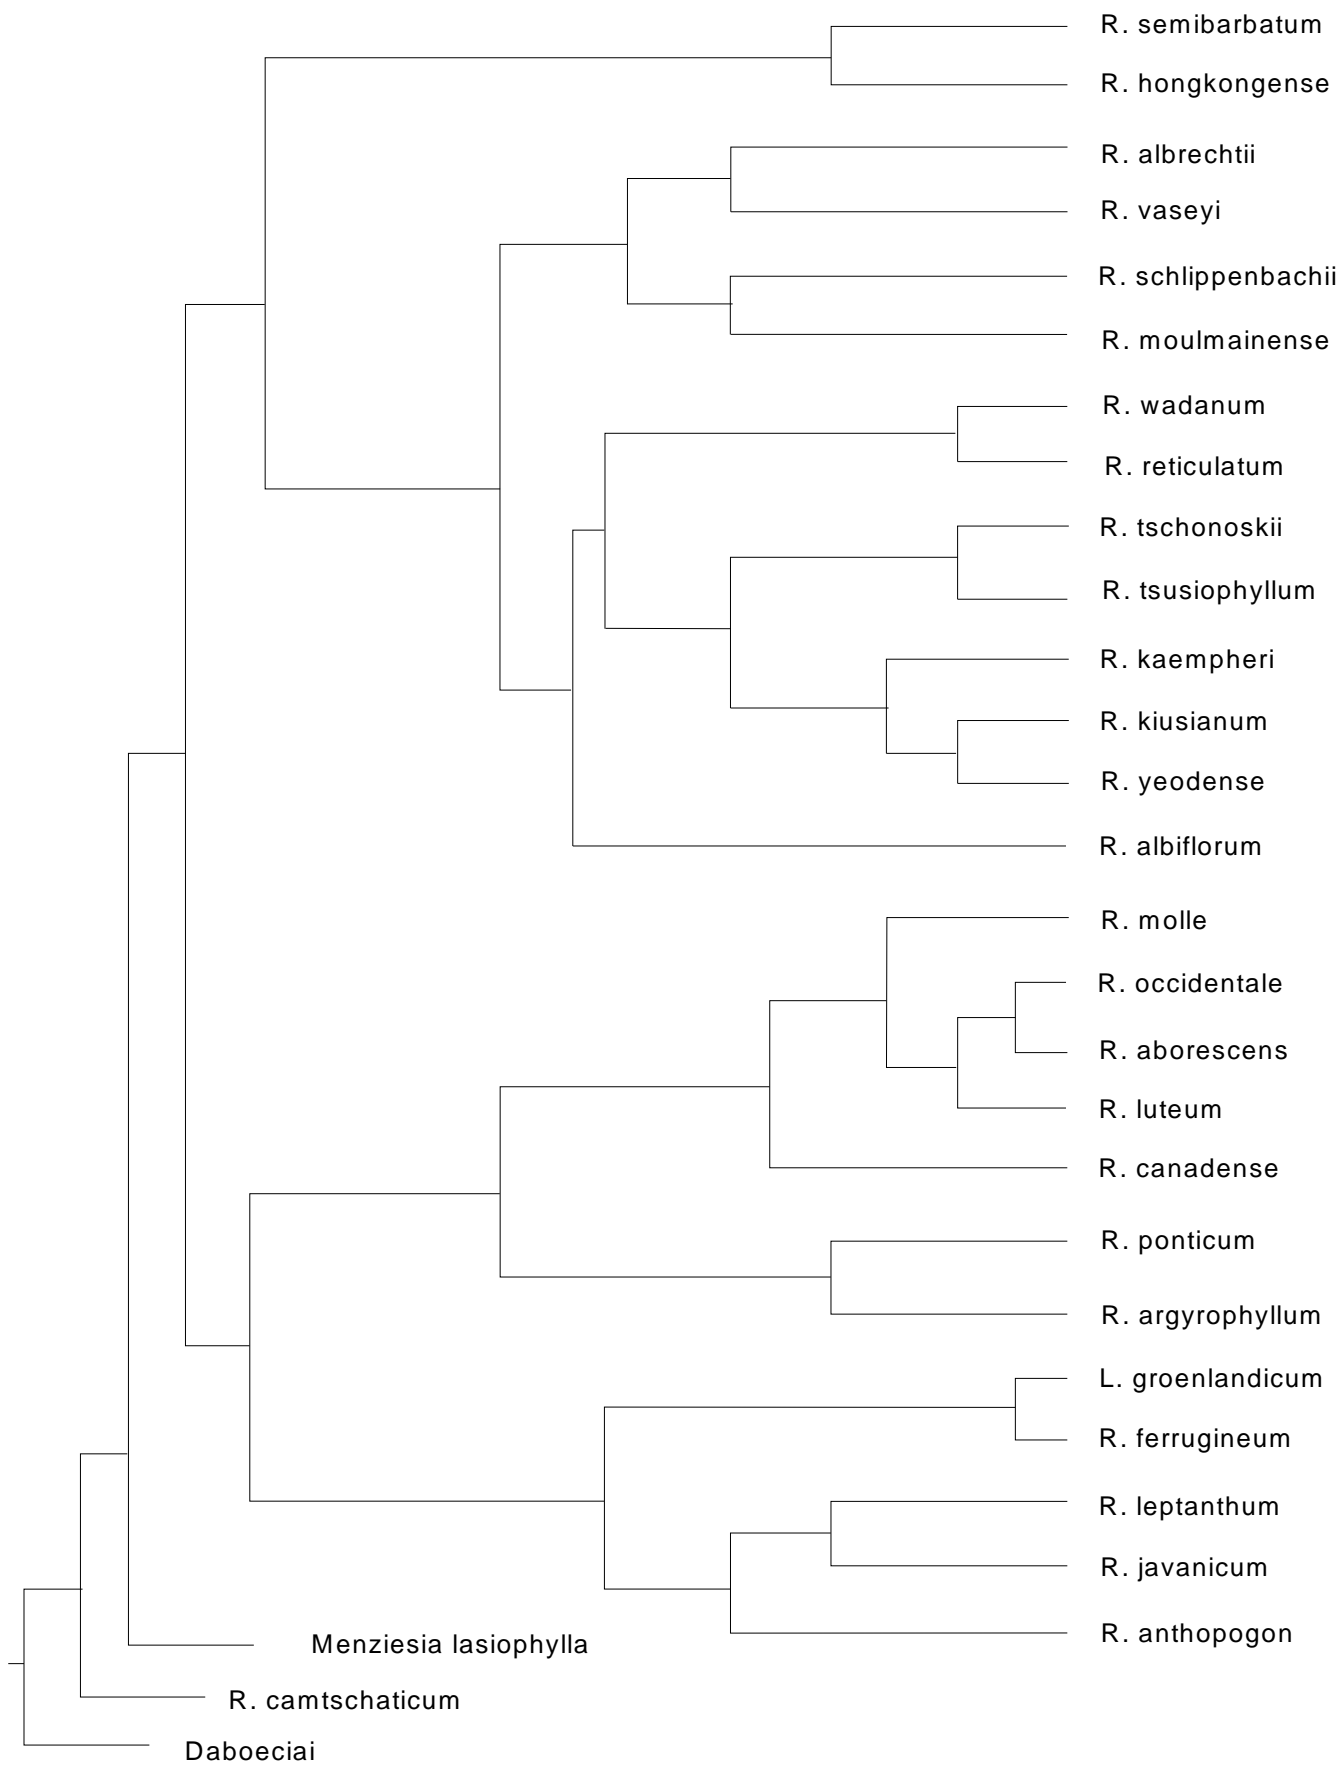 R. semibarbatum
R. hongkongense
R. albrechtii
R. vaseyi
R. schlippenbachii
R. moulmainense
R. wadanum
R. reticulatum
R. tschonoskii
R. tsusiophyllum
R. kaempheri
R. kiusianum
R. yeodense
R. albiflorum
R. molle
R. occidentale
R. aborescens
R. luteum
R. canadense
R. ponticum
R. argyrophyllum
L. groenlandicum
R. ferrugineum
R. leptanthum
R. javanicum
R. anthopogon
Menziesia lasiophylla
R. camtschaticum
Daboeciai